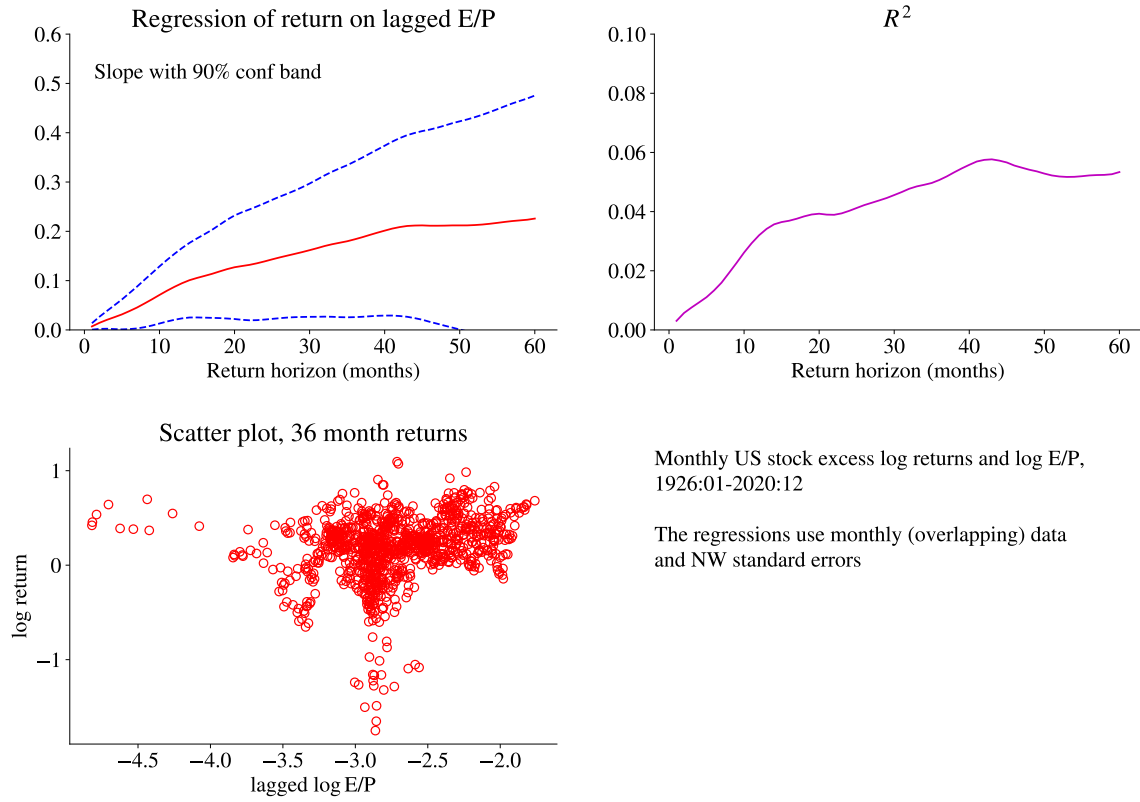 Regression of return on lagged E/P
Slope with 90% conf band
0.6
0.5
0.4
0.3
0.2
0.1
0.0
0 10 20 30 40 50 60
Return horizon (months)
R²
0.10
0.08
0.06
0.04
0.02
0.00
0 10 20 30 40 50 60
Return horizon (months)
Scatter plot, 36 month returns
log return
1
0
−1
−4.5 −4.0 −3.5 −3.0 −2.5 −2.0
lagged log E/P
Monthly US stock excess log returns and log E/P,
1926:01-2020:12
The regressions use monthly (overlapping) data
and NW standard errors